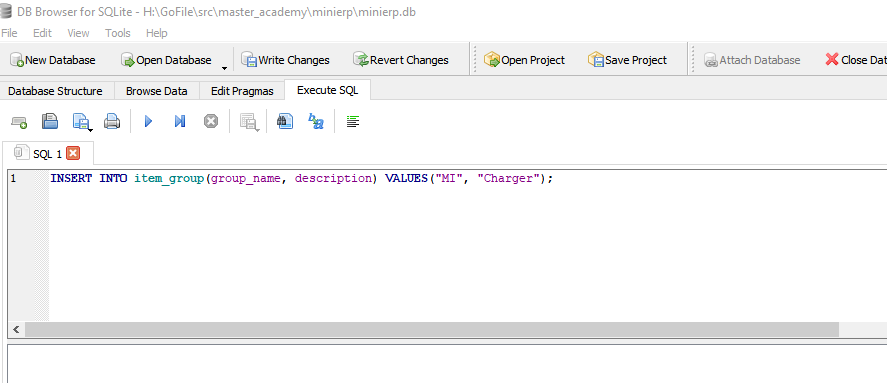 DB Browser for SQLite - H:\GoFile\src\master_academy\minierp\minierp.db
File Edit View Tools Help
New Database Open Database Write Changes Revert Changes Open Project Save Project Attach Database Close Dat
Database Structure Browse Data Edit Pragmas Execute SQL
SQL 1
1 INSERT INTO item_group(group_name, description) VALUES("MI", "Charger");